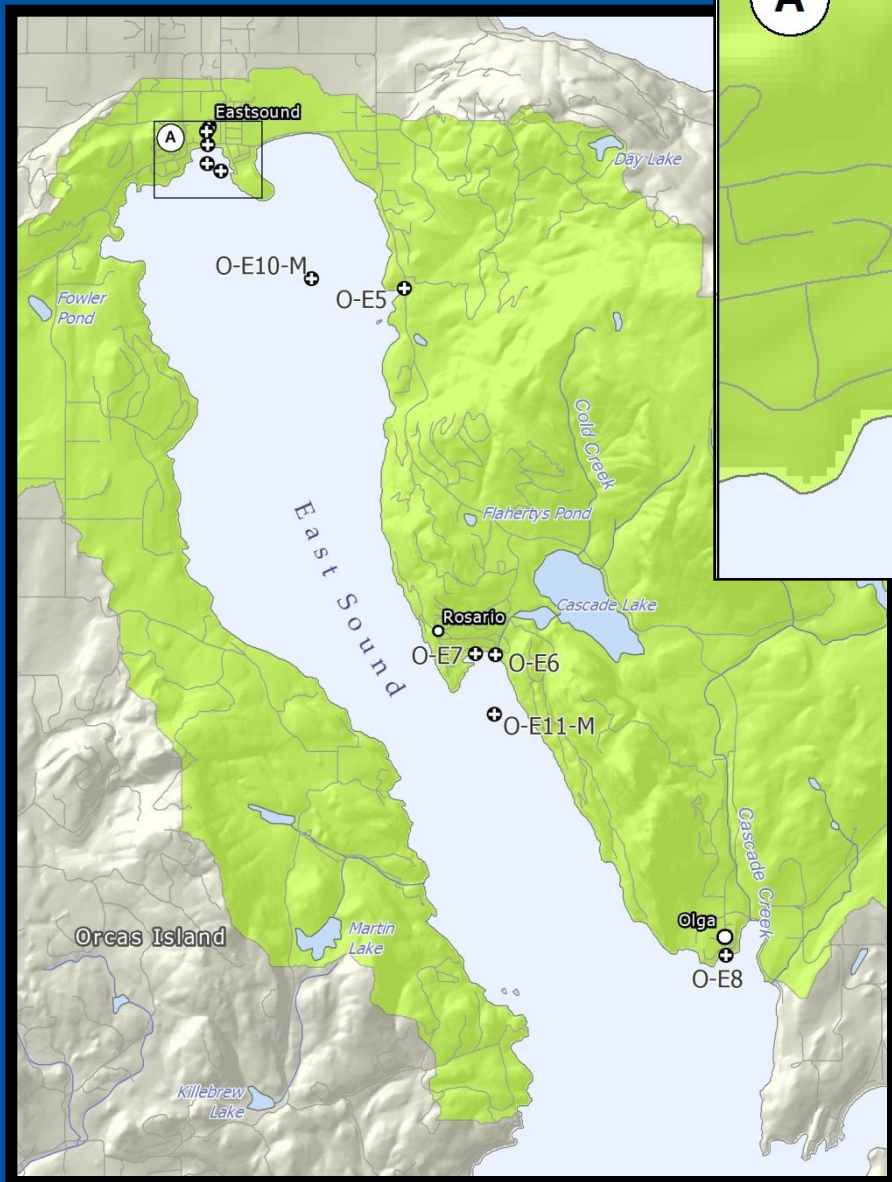 A
Eastsound
A
Day Lake
O-E10-M
O-E5
Fowler
Pond
Cold Creek
East Sound
Flahertys Pond
Cascade Lake
Rosario
O-E7
O-E6
O-E11-M
Cascade Creek
Olga
Orcas Island
Martin
Lake
O-E8
Killebrew
Lake